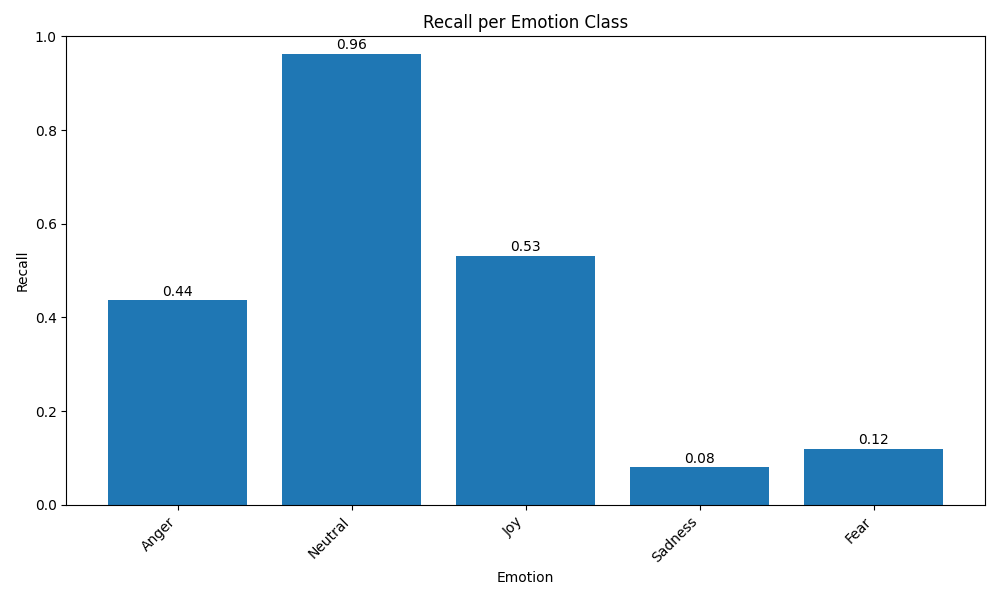 Recall per Emotion Class
Recall
1.0
0.8
0.6
0.4
0.2
0.0
0.44
0.96
0.53
0.08
0.12
Anger
Neutral
Joy
Sadness
Fear
Emotion